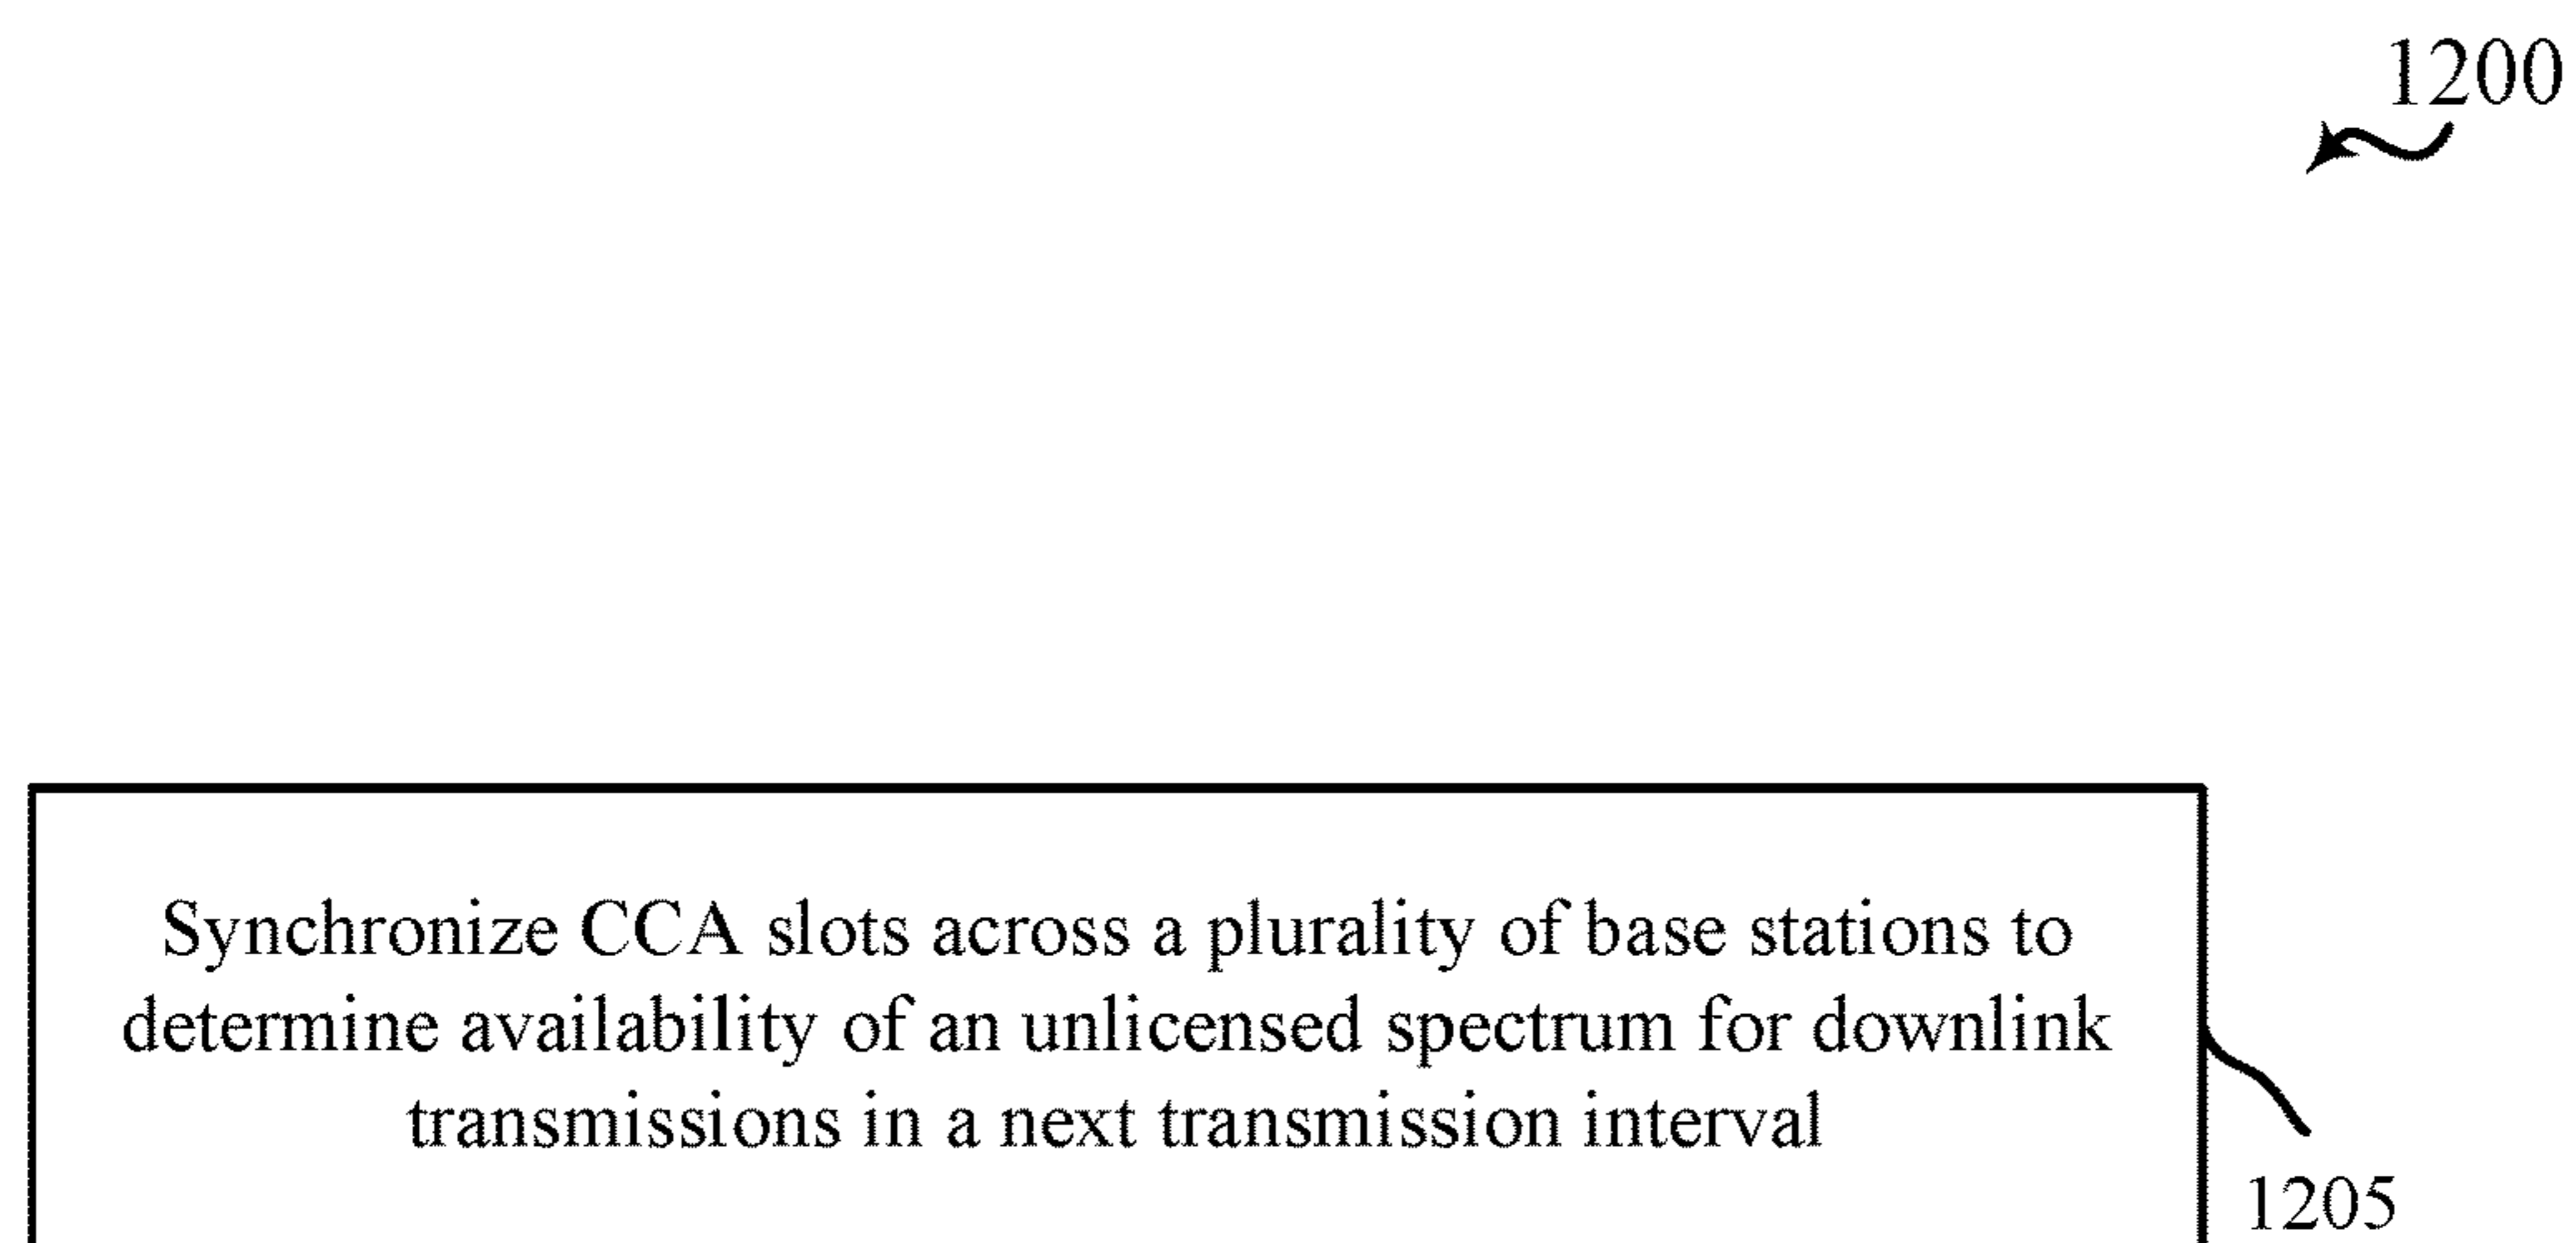 1200
Synchronize CCA slots across a plurality of base stations to
determine availability of an unlicensed spectrum for downlink
transmissions in a next transmission interval
1205